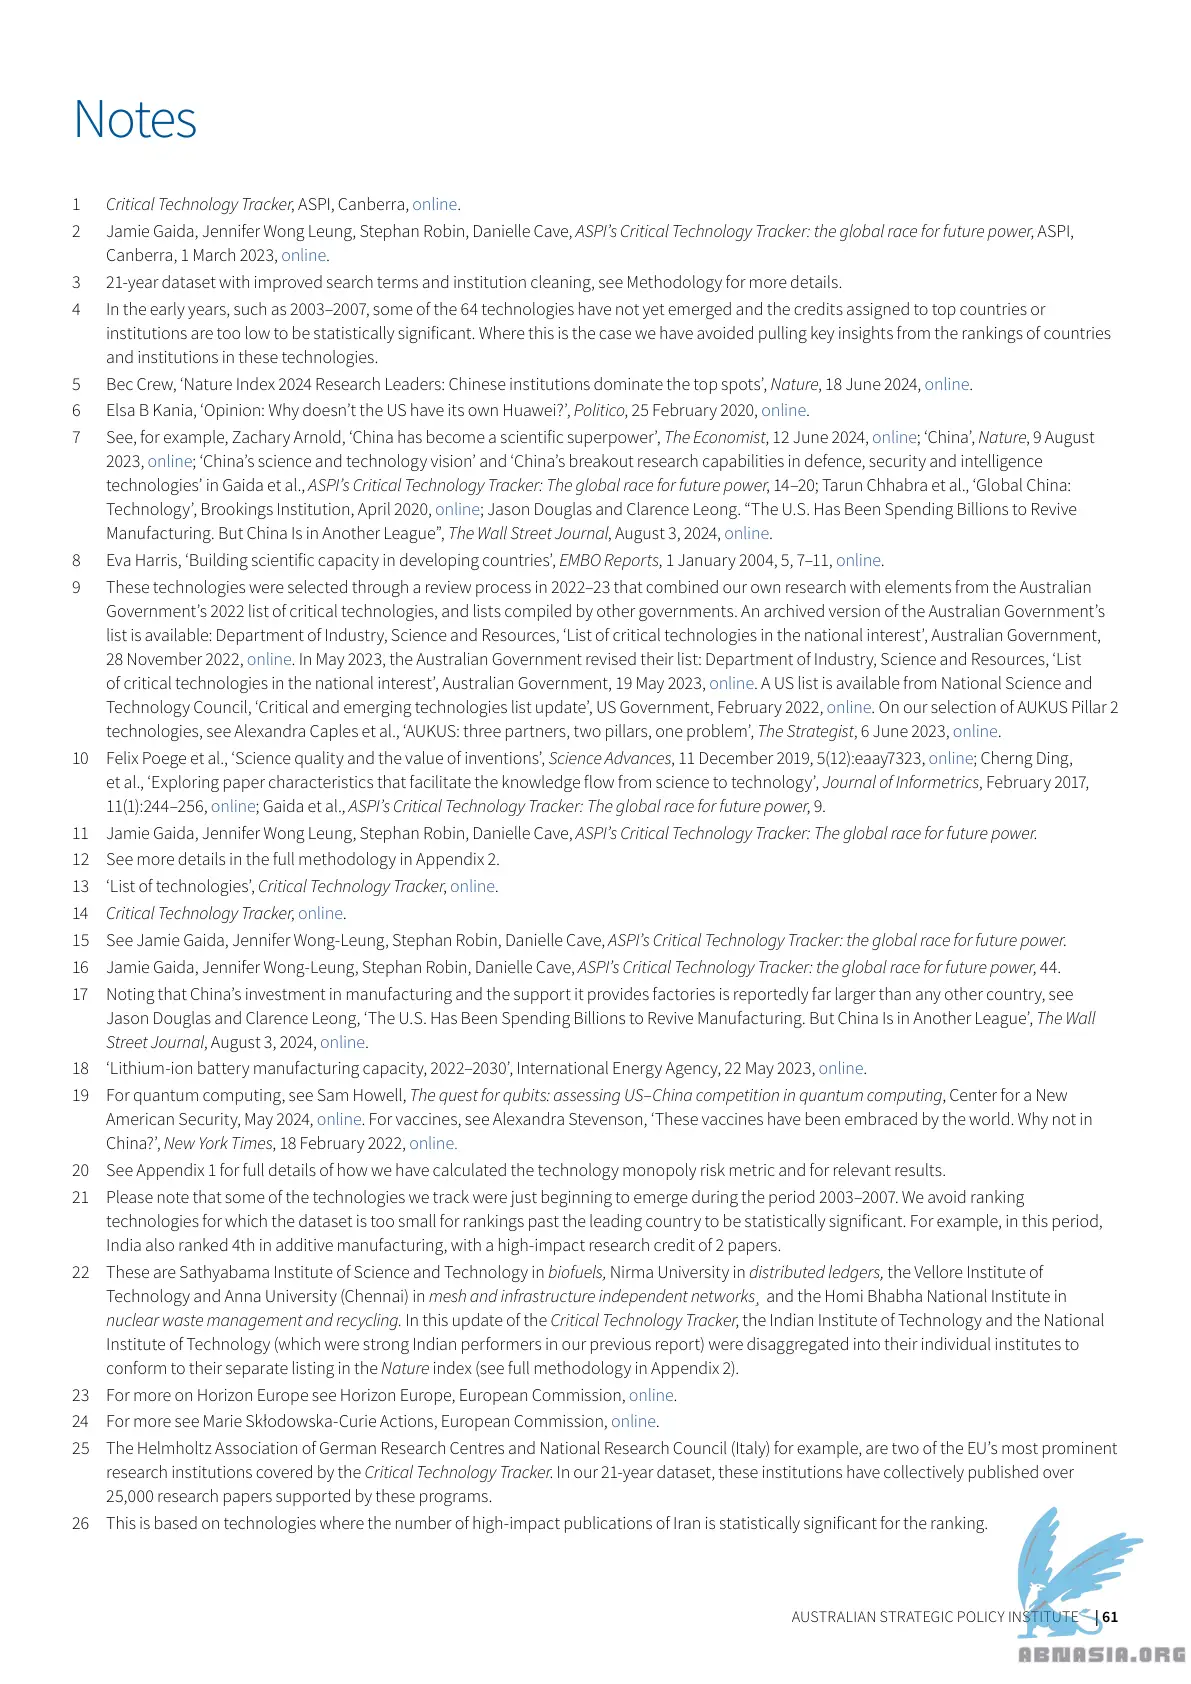 Notes
1 Critical Technology Tracker, ASPI, Canberra, online.
2 Jamie Gaida, Jennifer Wong Leung, Stephan Robin, Danielle Cave, ASPI’s Critical Technology Tracker: the global race for future power, ASPI,
Canberra, 1 March 2023, online.
3 21-year dataset with improved search terms and institution cleaning, see Methodology for more details.
4 In the early years, such as 2003–2007, some of the 64 technologies have not yet emerged and the credits assigned to top countries or
institutions are too low to be statistically significant. Where this is the case we have avoided pulling key insights from the rankings of countries
and institutions in these technologies.
5 Bec Crew, ‘Nature Index 2024 Research Leaders: Chinese institutions dominate the top spots’, Nature, 18 June 2024, online.
6 Elsa B Kania, ‘Opinion: Why doesn’t the US have its own Huawei?’, Politico, 25 February 2020, online.
7 See, for example, Zachary Arnold, ‘China has become a scientific superpower’, The Economist, 12 June 2024, online; ‘China’, Nature, 9 August
2023, online; ‘China’s science and technology vision’ and ‘China’s breakout research capabilities in defence, security and intelligence
technologies’ in Gaida et al., ASPI’s Critical Technology Tracker: The global race for future power, 14–20; Tarun Chhabra et al., ‘Global China:
Technology’, Brookings Institution, April 2020, online; Jason Douglas and Clarence Leong. “The U.S. Has Been Spending Billions to Revive
Manufacturing. But China Is in Another League”, The Wall Street Journal, August 3, 2024, online.
8 Eva Harris, ‘Building scientific capacity in developing countries’, EMBO Reports, 1 January 2004, 5, 7–11, online.
9 These technologies were selected through a review process in 2022–23 that combined our own research with elements from the Australian
Government’s 2022 list of critical technologies, and lists compiled by other governments. An archived version of the Australian Government’s
list is available: Department of Industry, Science and Resources, ‘List of critical technologies in the national interest’, Australian Government,
28 November 2022, online. In May 2023, the Australian Government revised their list: Department of Industry, Science and Resources, ‘List
of critical technologies in the national interest’, Australian Government, 19 May 2023, online. A US list is available from National Science and
Technology Council, ‘Critical and emerging technologies list update’, US Government, February 2022, online. On our selection of AUKUS Pillar 2
technologies, see Alexandra Caples et al., ‘AUKUS: three partners, two pillars, one problem’, The Strategist, 6 June 2023, online.
10 Felix Poege et al., ‘Science quality and the value of inventions’, Science Advances, 11 December 2019, 5(12):eaay7323, online; Cherng Ding,
et al., ‘Exploring paper characteristics that facilitate the knowledge flow from science to technology’, Journal of Informetrics, February 2017,
11(1):244–256, online; Gaida et al., ASPI’s Critical Technology Tracker: The global race for future power, 9.
11 Jamie Gaida, Jennifer Wong Leung, Stephan Robin, Danielle Cave, ASPI’s Critical Technology Tracker: The global race for future power.
12 See more details in the full methodology in Appendix 2.
13 ‘List of technologies’, Critical Technology Tracker, online.
14 Critical Technology Tracker, online.
15 See Jamie Gaida, Jennifer Wong-Leung, Stephan Robin, Danielle Cave, ASPI’s Critical Technology Tracker: the global race for future power.
16 Jamie Gaida, Jennifer Wong-Leung, Stephan Robin, Danielle Cave, ASPI’s Critical Technology Tracker: the global race for future power, 44.
17 Noting that China’s investment in manufacturing and the support it provides factories is reportedly far larger than any other country, see
Jason Douglas and Clarence Leong, ‘The U.S. Has Been Spending Billions to Revive Manufacturing. But China Is in Another League’, The Wall
Street Journal, August 3, 2024, online.
18 ‘Lithium-ion battery manufacturing capacity, 2022–2030’, International Energy Agency, 22 May 2023, online.
19 For quantum computing, see Sam Howell, The quest for qubits: assessing US–China competition in quantum computing, Center for a New
American Security, May 2024, online. For vaccines, see Alexandra Stevenson, ‘These vaccines have been embraced by the world. Why not in
China?’, New York Times, 18 February 2022, online.
20 See Appendix 1 for full details of how we have calculated the technology monopoly risk metric and for relevant results.
21 Please note that some of the technologies we track were just beginning to emerge during the period 2003–2007. We avoid ranking
technologies for which the dataset is too small for rankings past the leading country to be statistically significant. For example, in this period,
India also ranked 4th in additive manufacturing, with a high-impact research credit of 2 papers.
22 These are Sathyabama Institute of Science and Technology in biofuels, Nirma University in distributed ledgers, the Vellore Institute of
Technology and Anna University (Chennai) in mesh and infrastructure independent networks¸ and the Homi Bhabha National Institute in
nuclear waste management and recycling. In this update of the Critical Technology Tracker, the Indian Institute of Technology and the National
Institute of Technology (which were strong Indian performers in our previous report) were disaggregated into their individual institutes to
conform to their separate listing in the Nature index (see full methodology in Appendix 2).
23 For more on Horizon Europe see Horizon Europe, European Commission, online.
24 For more see Marie Skłodowska-Curie Actions, European Commission, online.
25 The Helmholtz Association of German Research Centres and National Research Council (Italy) for example, are two of the EU’s most prominent
research institutions covered by the Critical Technology Tracker. In our 21-year dataset, these institutions have collectively published over
25,000 research papers supported by these programs.
26 This is based on technologies where the number of high-impact publications of Iran is statistically significant for the ranking.
AUSTRALIAN STRATEGIC POLICY INSTITUTE | 61
ABNASIA.ORG